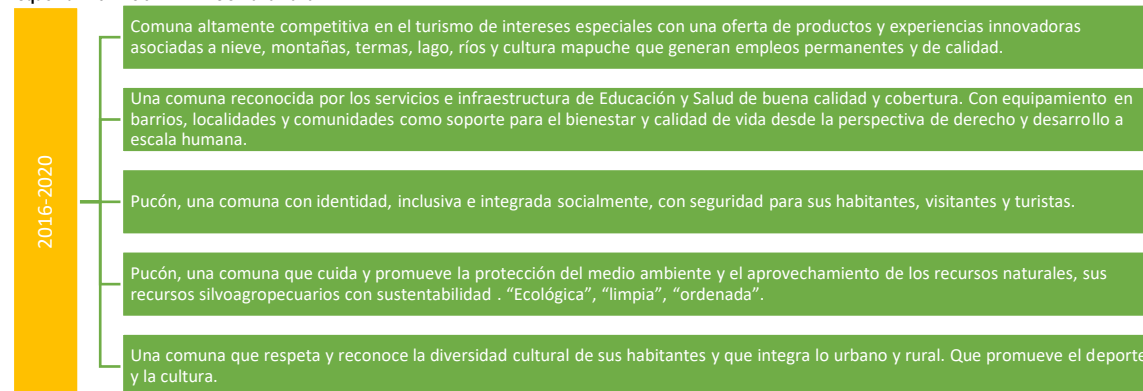 2016-2020
Comuna altamente competitiva en el turismo de intereses especiales con una oferta de productos y experiencias innovadoras
asociadas a nieve, montañas, termas, lago, ríos y cultura mapuche que generan empleos permanentes y de calidad.
Una comuna reconocida por los servicios e infraestructura de Educación y Salud de buena calidad y cobertura. Con equipamiento en
barrios, localidades y comunidades como soporte para el bienestar y calidad de vida desde la perspectiva de derecho y desarrollo a
escala humana.
Pucón, una comuna con identidad, inclusiva e integrada socialmente, con seguridad para sus habitantes, visitantes y turistas.
Pucón, una comuna que cuida y promueve la protección del medio ambiente y el aprovechamiento de los recursos naturales, sus
recursos silvoagropecuarios con sustentabilidad . “Ecológica”, “limpia”, “ordenada”.
Una comuna que respeta y reconoce la diversidad cultural de sus habitantes y que integra lo urbano y rural. Que promueve el deporte
y la cultura.